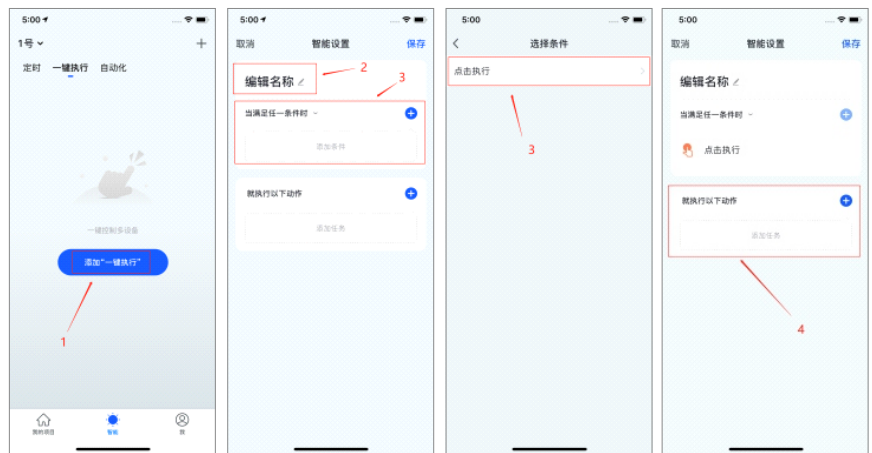 5:00
1号
+
定时 一键执行 自动化
一键控制多设备
添加“一键执行”
1
我的项目 智能 我
5:00
取消 智能设置 保存
编辑名称
2
3
当满足任一条件时
添加条件
就执行以下动作
添加任务
5:00
选择条件
点击执行
3
5:00
取消 智能设置 保存
编辑名称
当满足任一条件时
点击执行
就执行以下动作
添加任务
4